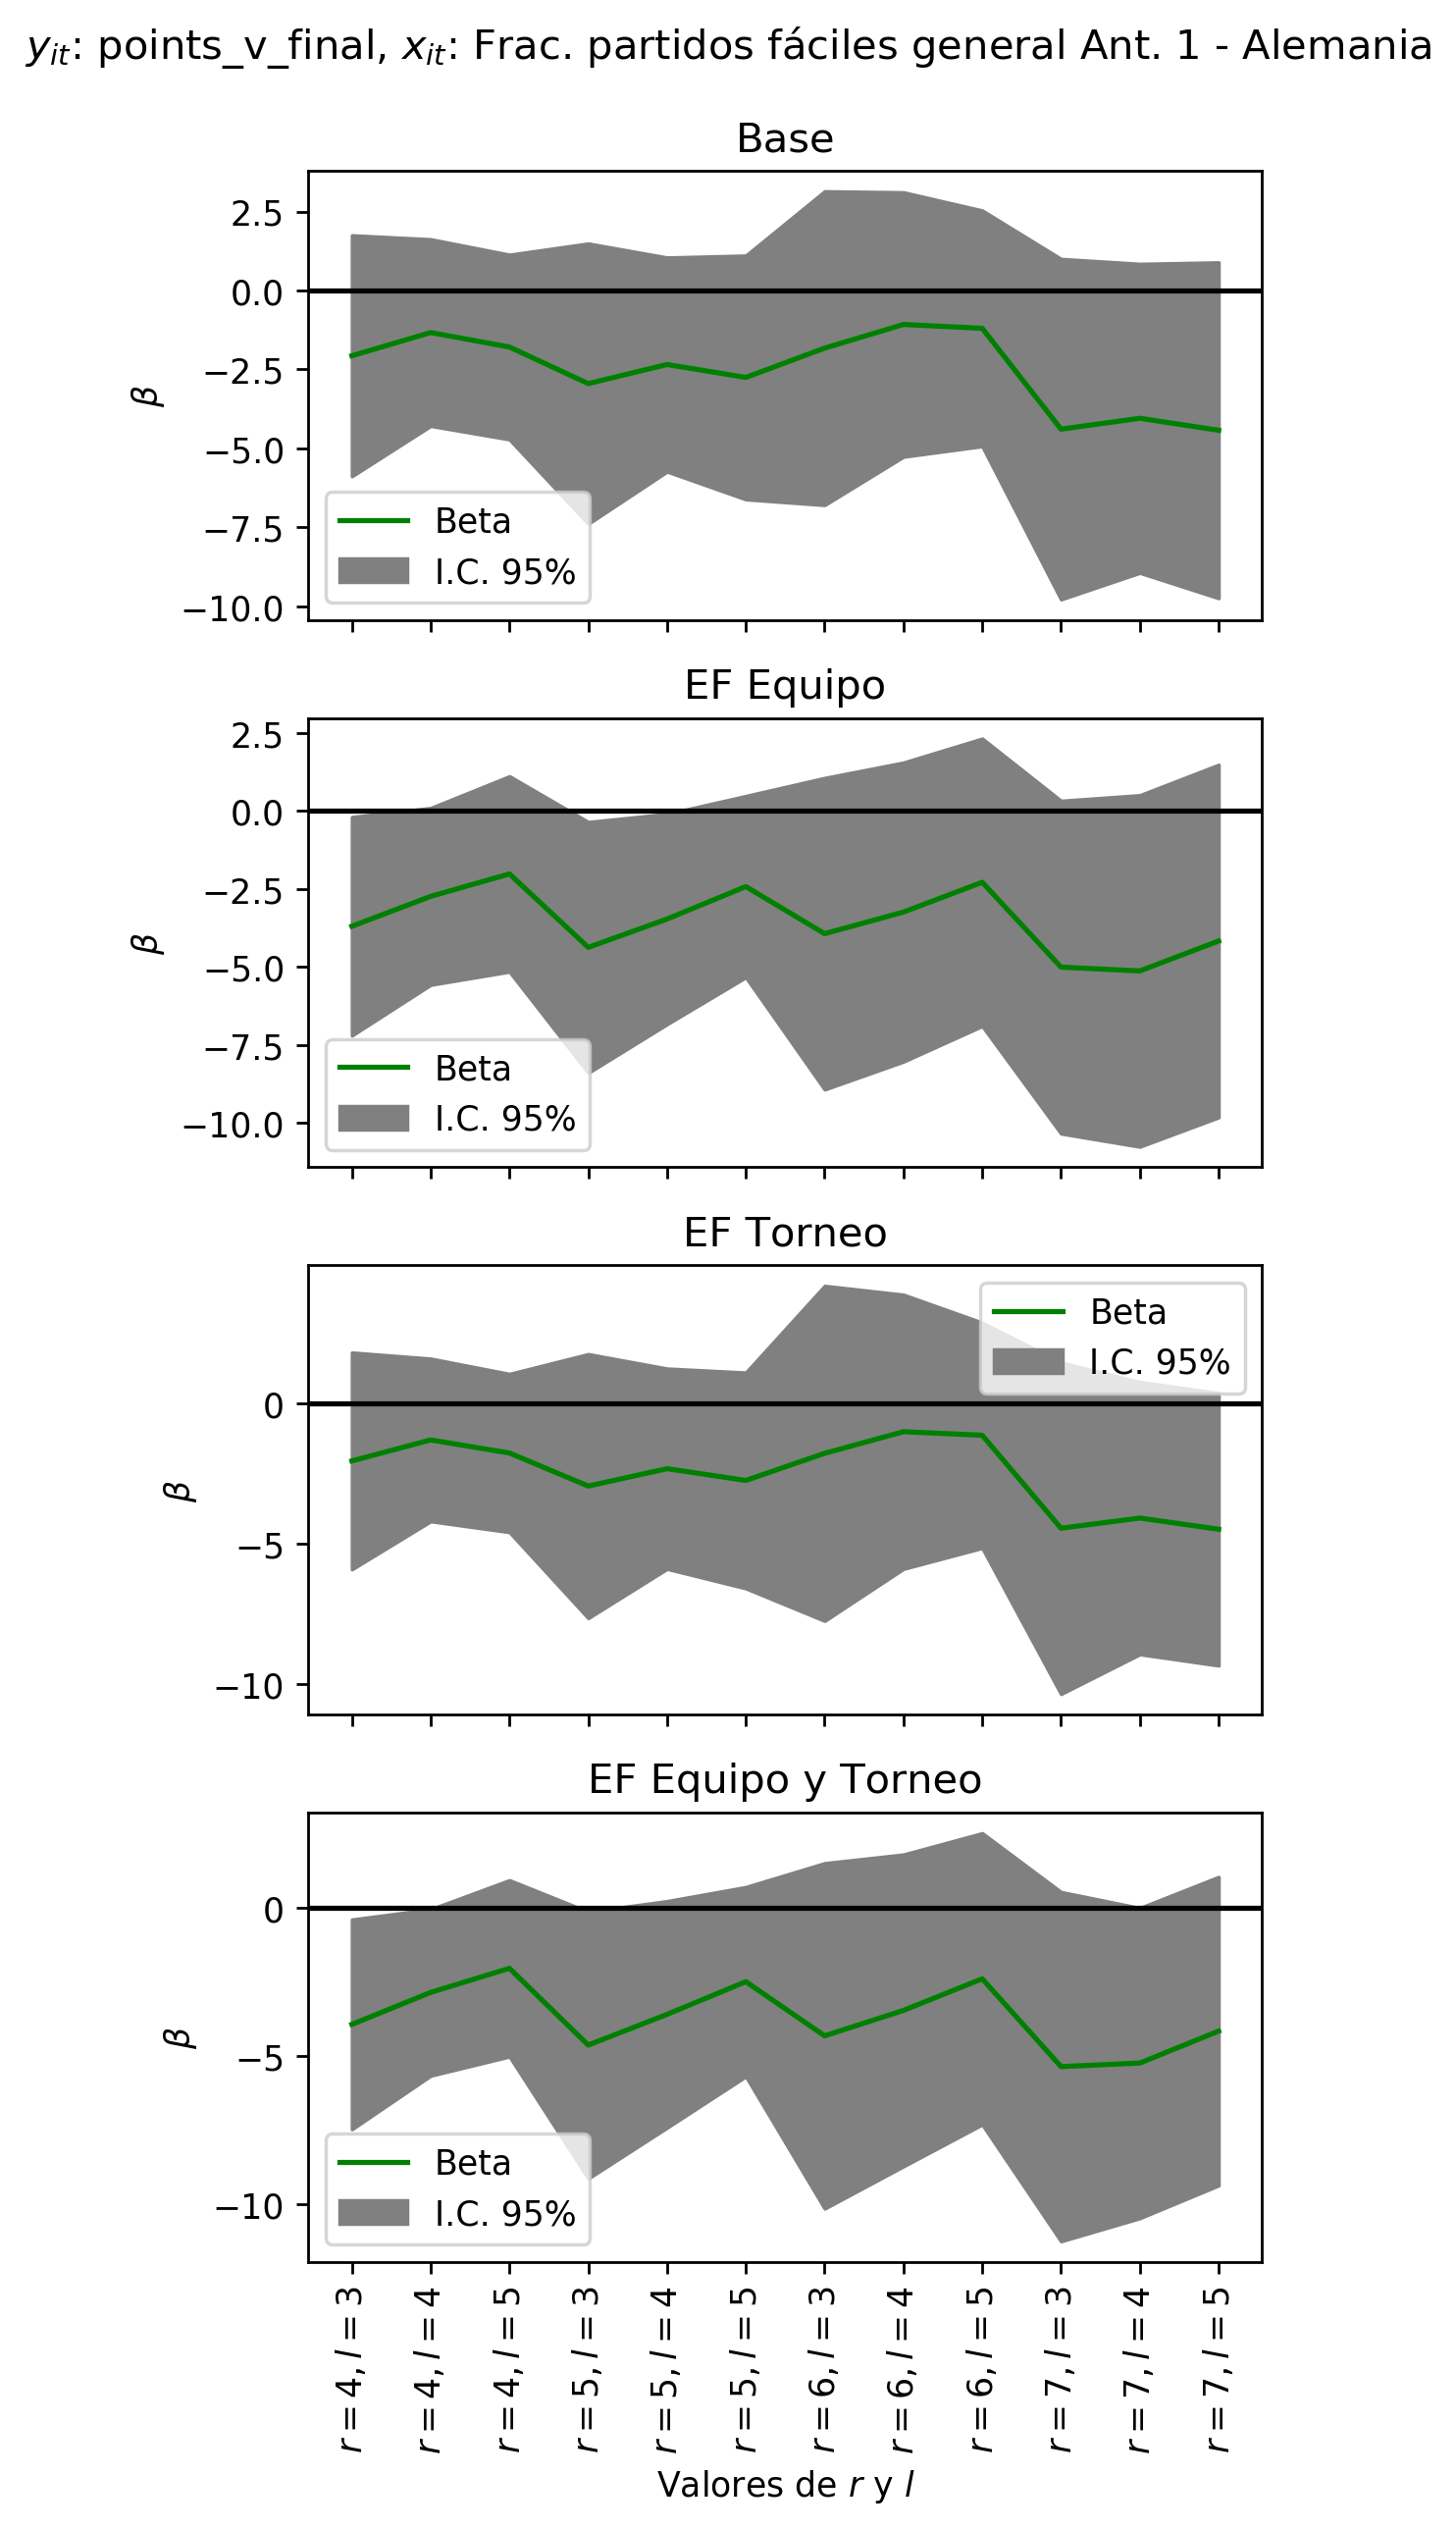 y_it: points_v_final, x_it: Frac. partidos fáciles general Ant. 1 - Alemania
Base
2.5
0.0
−2.5
−5.0
−7.5
−10.0
β
Beta
I.C. 95%
EF Equipo
2.5
0.0
−2.5
−5.0
−7.5
−10.0
β
Beta
I.C. 95%
EF Torneo
0
−5
−10
β
Beta
I.C. 95%
EF Equipo y Torneo
0
−5
−10
β
Beta
I.C. 95%
r = 4, l = 3
r = 4, l = 4
r = 4, l = 5
r = 5, l = 3
r = 5, l = 4
r = 5, l = 5
r = 6, l = 3
r = 6, l = 4
r = 6, l = 5
r = 7, l = 3
r = 7, l = 4
r = 7, l = 5
Valores de r y l